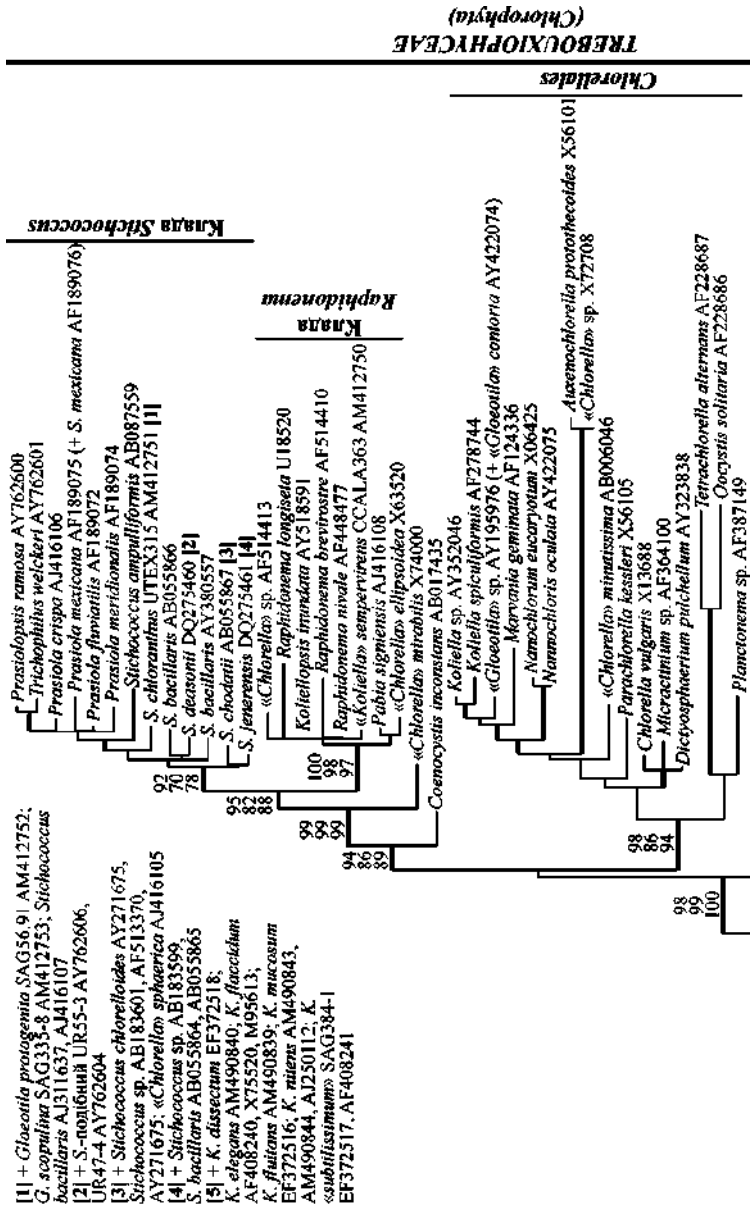 [1] + Gloeotila protogenita SAG56.91 AM412752;
G. scopulina SAG335-8 AM412753; Stichococcus
bacillaris AJ311637, AJ416107
[2] + S.-подібний UR55-3 AY762606,
UR47-4 AY762604
[3] + Stichococcus chlorelloides AY271675,
Stichococcus sp. AB183601, AF513370,
AY271675; «Chlorella» sphaerica AJ416105
[4] + Stichococcus sp. AB183599,
S. bacillaris AB055864, AB055865
[5] + K. dissectum EF372518;
K. elegans AM490840; K. flaccidum
AF408240, X75520, M95613;
K. fluitans AM490839; K. mucosum
EF372516; K. nitens AM490843,
AM490844, AJ250112; K.
«subtilissimum» SAG384-1
EF372517, AF408241
Prasiolopsis ramosa AY762600
Trichophilus welckeri AY762601
Prasiola crispa AJ416106
Prasiola mexicana AF189075 (+ S. mexicana AF189076)
Prasiola fluviatilis AF189072
Prasiola meridionalis AF189074
Stichococcus ampulliformis AB087559
S. chloranthus UTEX315 AM412751 [1]
S. bacillaris AB055866
S. deasonii DQ275460 [2]
S. bacillaris AY380557
S. chodatii AB055867 [3]
S. jenerensis DQ275461 [4]
«Chlorella» sp. AF514413
Raphidonema longiseta U18520
Koliellopsis inundata AY518591
Raphidonema brevirostre AF514410
Raphidonema nivale AF448477
«Koliella» sempervirens CCALA363 AM412750
Pabia signiensis AJ416108
«Chlorella» ellipsoidea X63520
«Chlorella» mirabilis X74000
Coenocystis inconstans AB017435
Koliella sp. AY352046
Koliella spiculiformis AF278744
«Gloeotila» sp. AY195976 (+ «Gloeotila» contorta AY422074)
Marvania geminata AF124336
Nanochlorum eucaryotum X06425
Nannochloris oculata AY422075
Auxenochlorella protothecoides X56101
«Chlorella» sp. X72708
«Chlorella» minutissima AB006046
Parachlorella kessleri X56105
Chlorella vulgaris X13688
Micractinium sp. AF364100
Dictyosphaerium pulchellum AY323838
Tetrachlorella alternans AF228687
Oocystis solitaria AF228686
Planctonema sp. AF387149
92
70
78
95
82
88
100
98
97
99
99
99
94
86
89
98
86
94
98
99
100
Клада Stichococcus
Клада
Raphidonema
Chlorellales
TREBOUXIOPHYCEAE
(Chlorophyta)